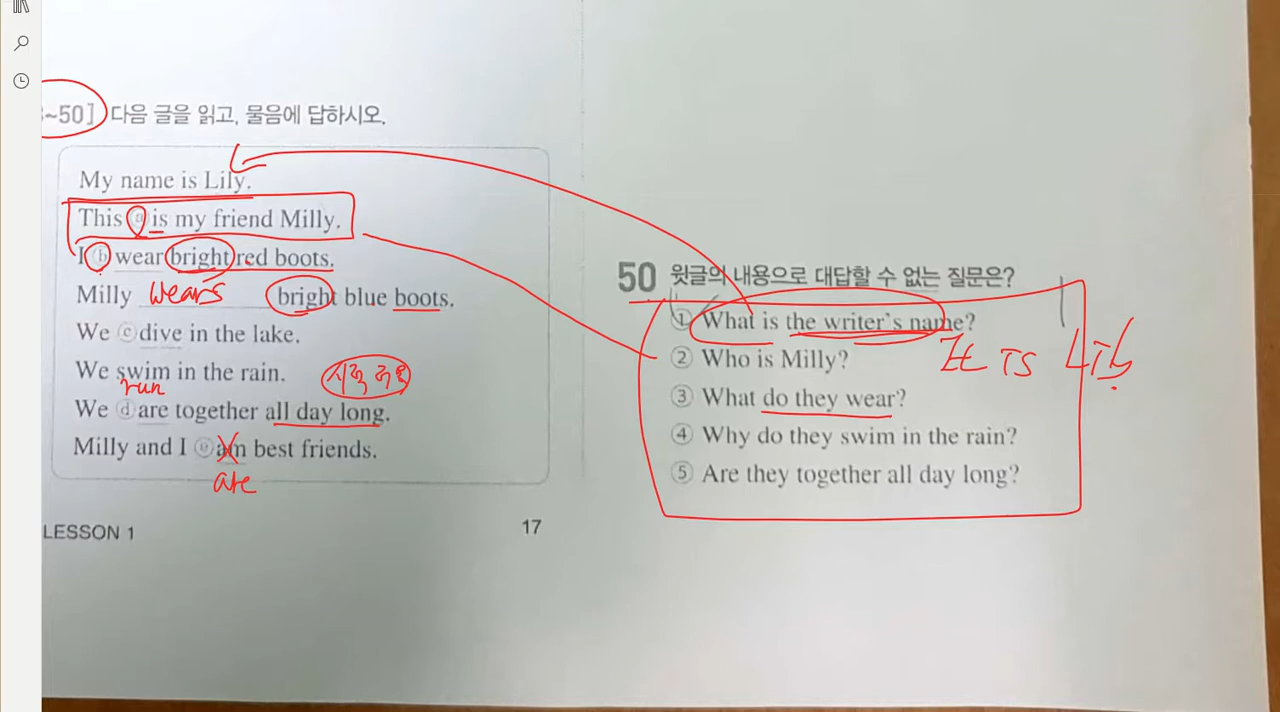 ~50] 다음 글을 읽고, 물음에 답하시오.
My name is Lily.
This ⓐ is my friend Milly.
I ⓑ wear bright red boots.
Milly wears bright blue boots.
We ⓒ dive in the lake.
We swim in the rain.
run
We ⓓ are together all day long.
Milly and I ⓔ am best friends.
are
LESSON 1
17
50 윗글의 내용으로 대답할 수 없는 질문은?
① What is the writer's name?
It is
② Who is Milly?
③ What do they wear?
④ Why do they swim in the rain?
⑤ Are they together all day long?